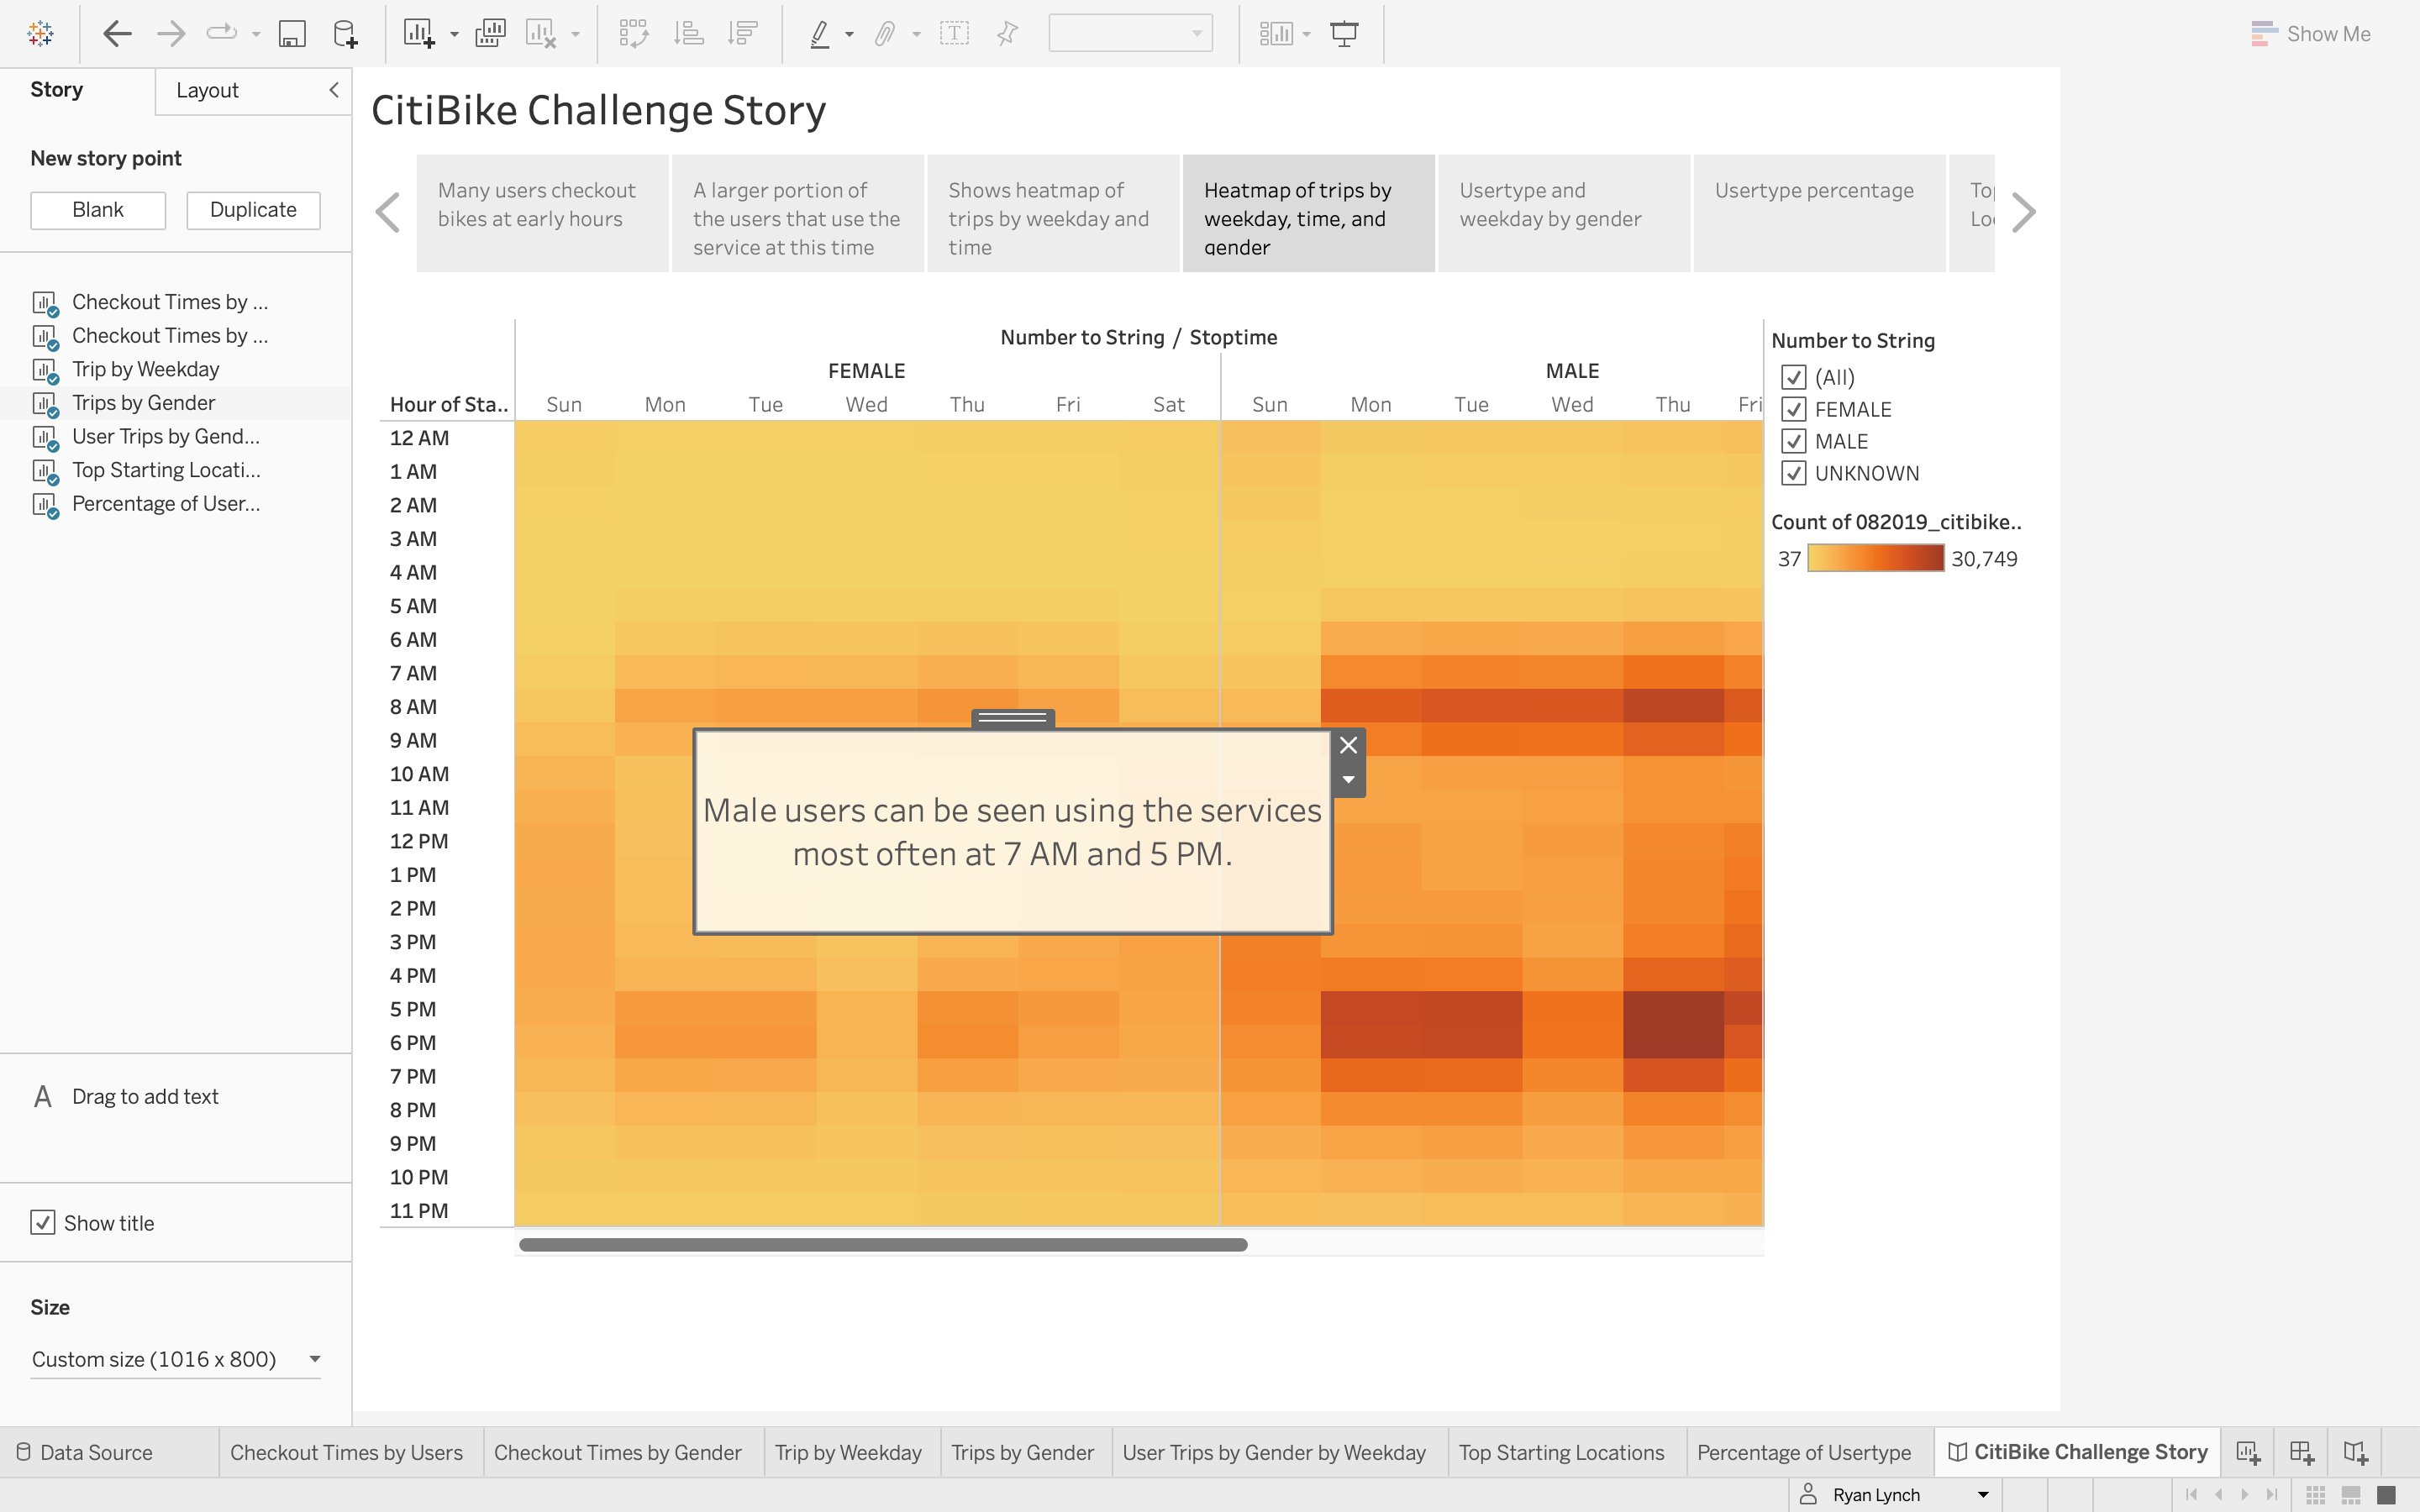 Show Me
Story
Layout
New story point
Blank
Duplicate
Checkout Times by ...
Checkout Times by ...
Trip by Weekday
Trips by Gender
User Trips by Gend...
Top Starting Locati...
Percentage of User...
A Drag to add text
Show title
Size
Custom size (1016 x 800)
CitiBike Challenge Story
Many users checkout
bikes at early hours
A larger portion of
the users that use the
service at this time
Shows heatmap of
trips by weekday and
time
Heatmap of trips by
weekday, time, and
gender
Usertype and
weekday by gender
Usertype percentage
Number to String / Stoptime
FEMALE MALE
Hour of Sta.. Sun Mon Tue Wed Thu Fri Sat Sun Mon Tue Wed Thu Fri
12 AM
1 AM
2 AM
3 AM
4 AM
5 AM
6 AM
7 AM
8 AM
9 AM
10 AM
11 AM
12 PM
1 PM
2 PM
3 PM
4 PM
5 PM
6 PM
7 PM
8 PM
9 PM
10 PM
11 PM
Male users can be seen using the services
most often at 7 AM and 5 PM.
Number to String
(All)
FEMALE
MALE
UNKNOWN
Count of 082019_citibike..
37 30,749
Data Source Checkout Times by Users Checkout Times by Gender Trip by Weekday Trips by Gender User Trips by Gender by Weekday Top Starting Locations Percentage of Usertype CitiBike Challenge Story
Ryan Lynch